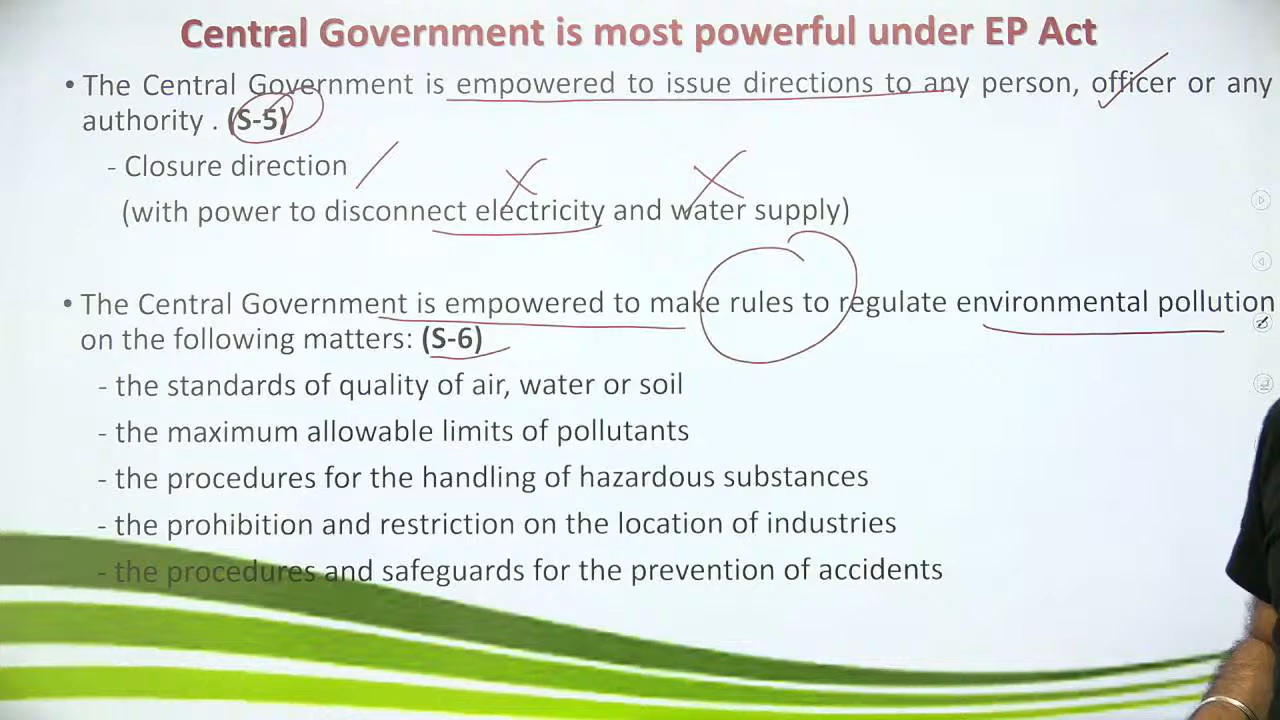 Central Government is most powerful under EP Act
• The Central Government is empowered to issue directions to any person, officer or any
authority . (S-5)
- Closure direction
(with power to disconnect electricity and water supply)
• The Central Government is empowered to make rules to regulate environmental pollution
on the following matters: (S-6)
- the standards of quality of air, water or soil
- the maximum allowable limits of pollutants
- the procedures for the handling of hazardous substances
- the prohibition and restriction on the location of industries
- the procedures and safeguards for the prevention of accidents